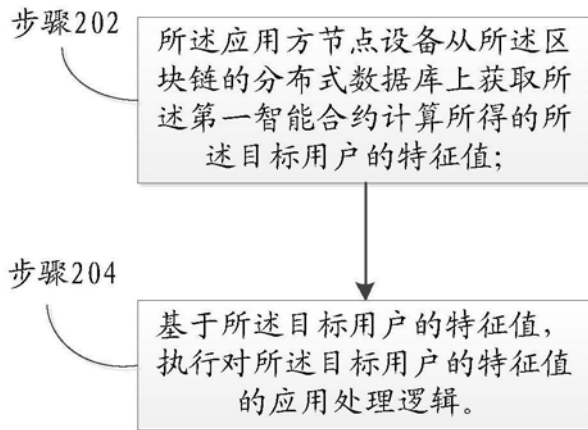 步骤202
所述应用方节点设备从所述区
块链的分布式数据库上获取所
述第一智能合约计算所得的所
述目标用户的特征值;
步骤204
基于所述目标用户的特征值,
执行对所述目标用户的特征值
的应用处理逻辑。